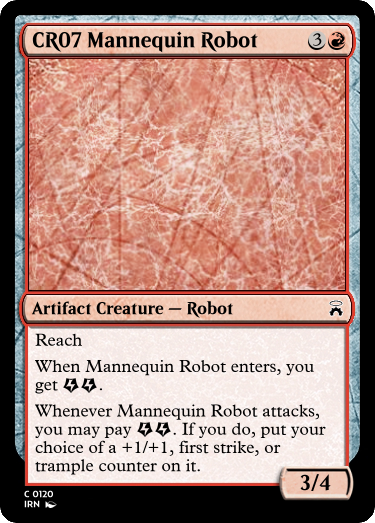 CR07 Mannequin Robot 3
Artifact Creature — Robot
Reach
When Mannequin Robot enters, you
get .
Whenever Mannequin Robot attacks,
you may pay . If you do, put your
choice of a +1/+1, first strike, or
trample counter on it.
3/4
C 0120
IRN